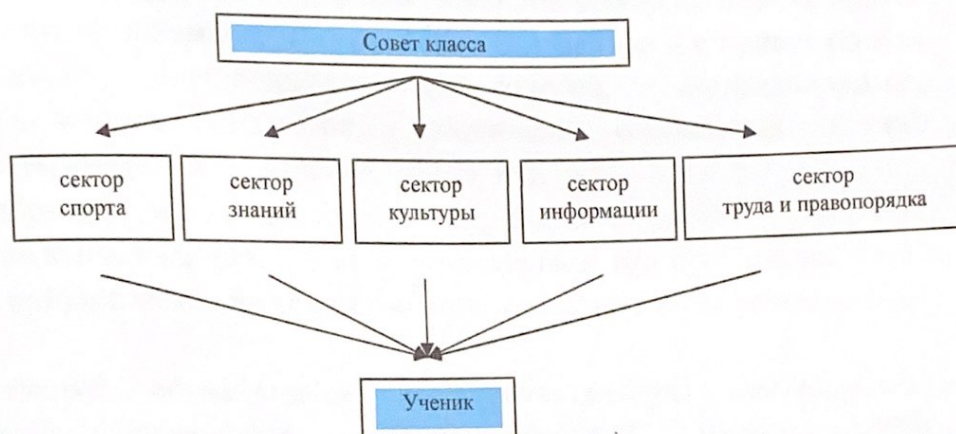 Совет класса
сектор
спорта
сектор
знаний
сектор
культуры
сектор
информации
сектор
труда и правопорядка
Ученик